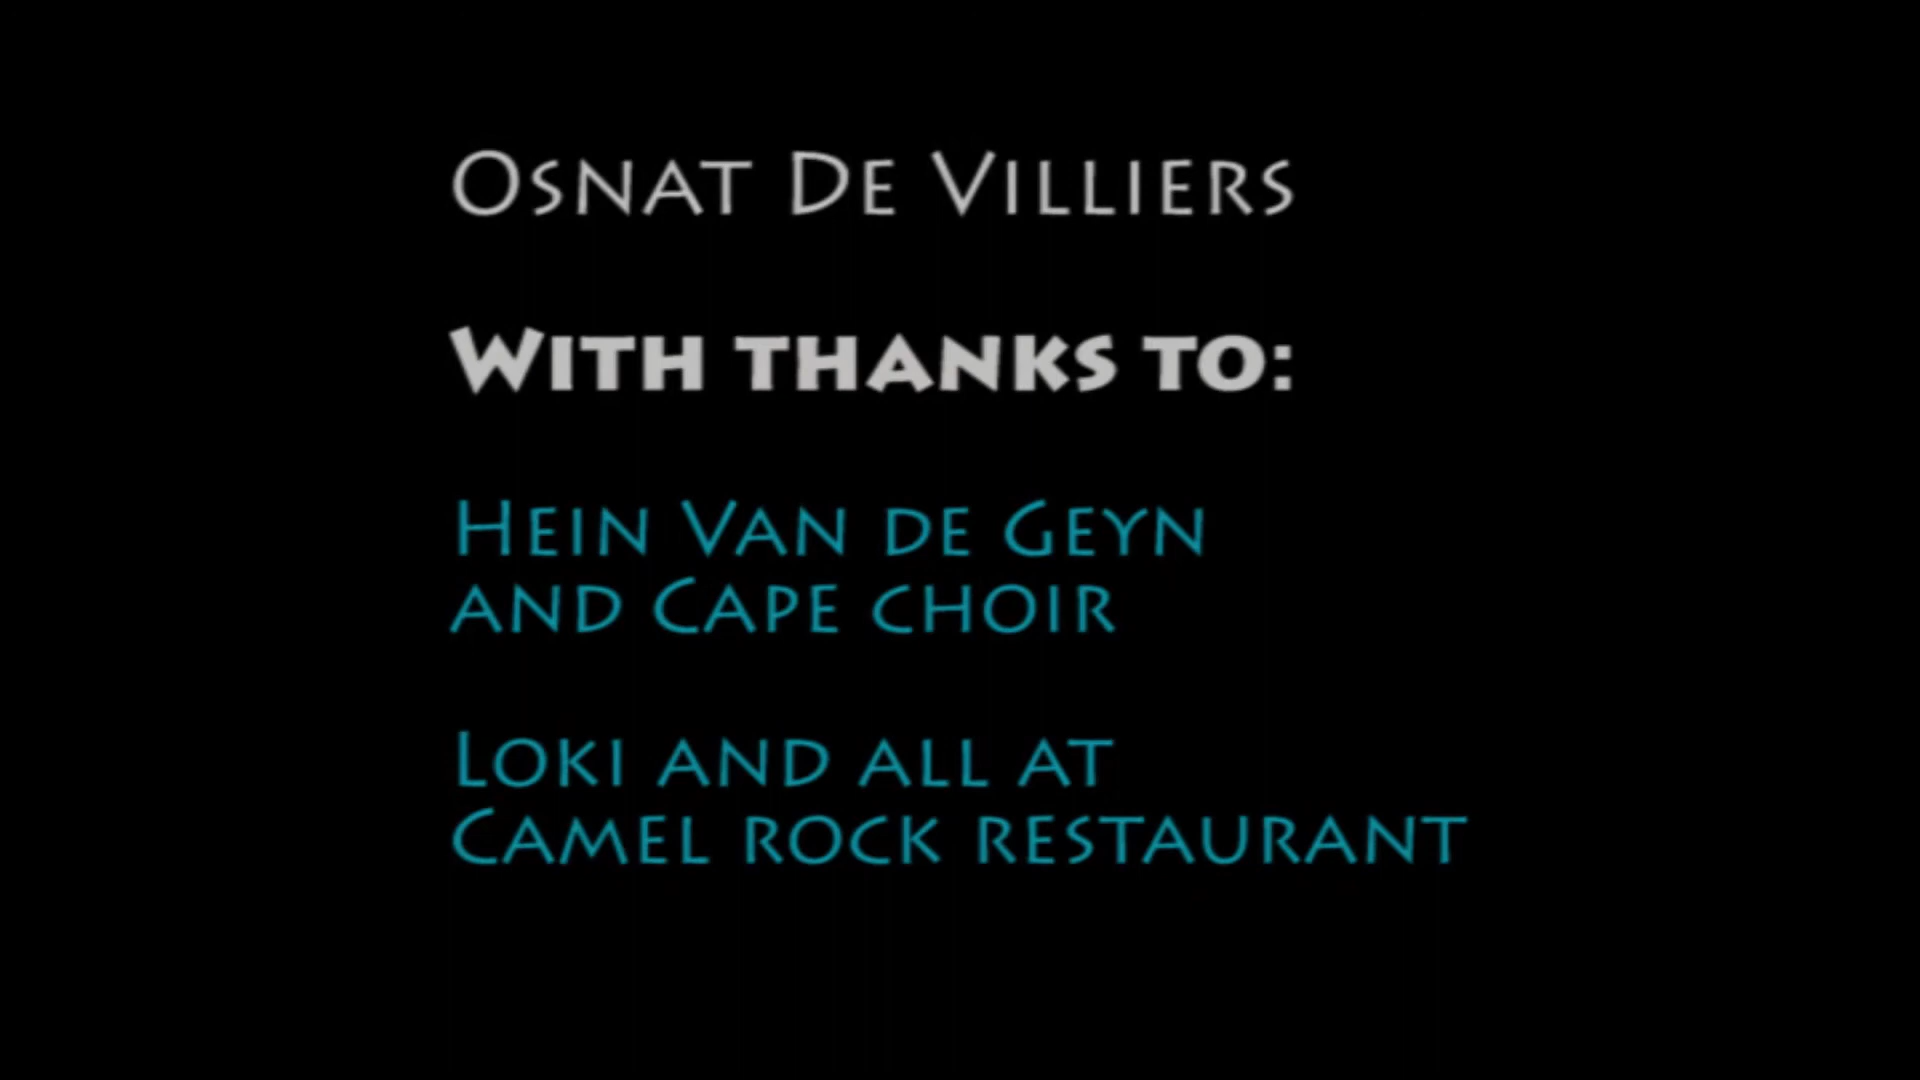 Osnat De Villiers
With thanks to:
Hein Van de Geyn
and Cape choir
Loki and all at
Camel rock restaurant